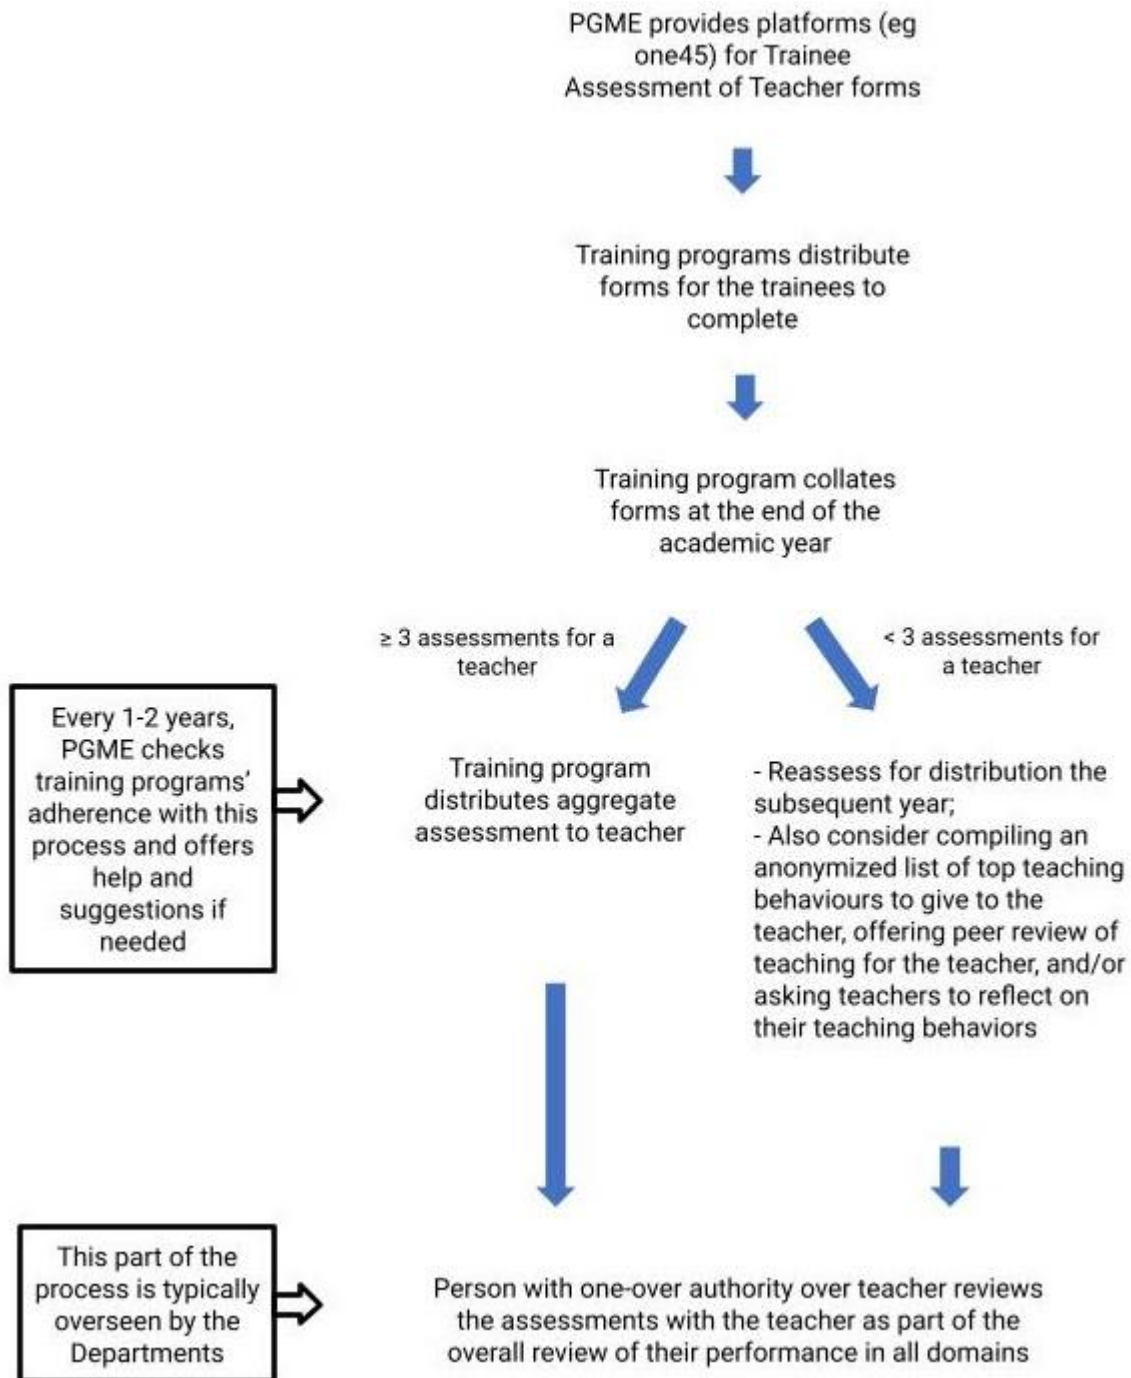 PGME provides platforms (eg
one45) for Trainee
Assessment of Teacher forms
Training programs distribute
forms for the trainees to
complete
Training program collates
forms at the end of the
academic year
≥ 3 assessments for a
teacher
< 3 assessments for
a teacher
Every 1-2 years,
PGME checks
training programs’
adherence with this
process and offers
help and
suggestions if
needed
Training program
distributes aggregate
assessment to teacher
- Reassess for distribution the
subsequent year;
- Also consider compiling an
anonymized list of top teaching
behaviours to give to the
teacher, offering peer review of
teaching for the teacher, and/or
asking teachers to reflect on
their teaching behaviors
This part of the
process is typically
overseen by the
Departments
Person with one-over authority over teacher reviews
the assessments with the teacher as part of the
overall review of their performance in all domains